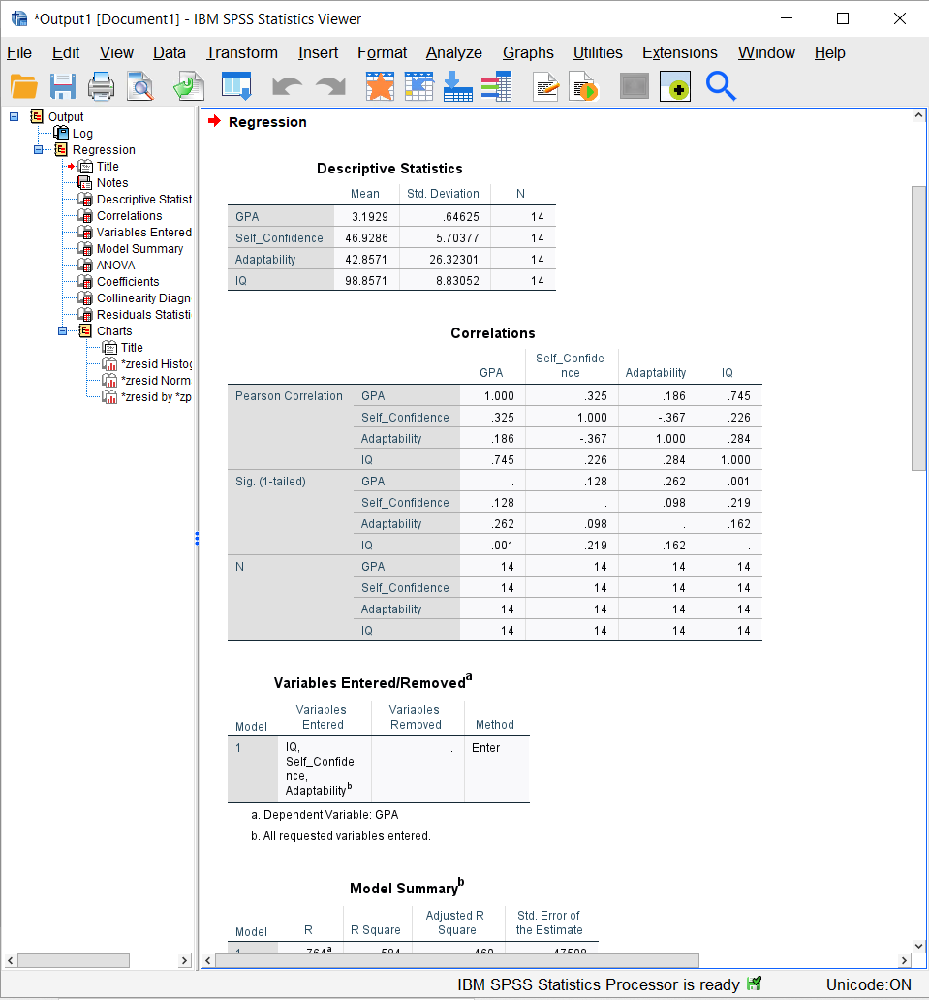 *Output1 [Document1] - IBM SPSS Statistics Viewer
File Edit View Data Transform Insert Format Analyze Graphs Utilities Extensions Window Help
Output
Log
Regression
Title
Notes
Descriptive Statist
Correlations
Variables Entered
Model Summary
ANOVA
Coefficients
Collinearity Diagn
Residuals Statisti
Charts
Title
*zresid Histog
*zresid Norm
*zresid by *zp
Regression
Descriptive Statistics
Mean Std. Deviation N
GPA 3.1929 .64625 14
Self_Confidence 46.9286 5.70377 14
Adaptability 42.8571 26.32301 14
IQ 98.8571 8.83052 14
Correlations
GPA Self_Confide
nce Adaptability IQ
Pearson Correlation GPA 1.000 .325 .186 .745
Self_Confidence .325 1.000 -.367 .226
Adaptability .186 -.367 1.000 .284
IQ .745 .226 .284 1.000
Sig. (1-tailed) GPA . .128 .262 .001
Self_Confidence .128 . .098 .219
Adaptability .262 .098 . .162
IQ .001 .219 .162 .
N GPA 14 14 14 14
Self_Confidence 14 14 14 14
Adaptability 14 14 14 14
IQ 14 14 14 14
Variables Entered/Removed a
Model Variables
Entered Variables
Removed Method
1 IQ,
Self_Confide
nce,
Adaptability b . Enter
a. Dependent Variable: GPA
b. All requested variables entered.
Model Summary b
Model R R Square Adjusted R
Square Std. Error of
the Estimate
1 .764 a .584 .460 .47508
IBM SPSS Statistics Processor is ready Unicode:ON